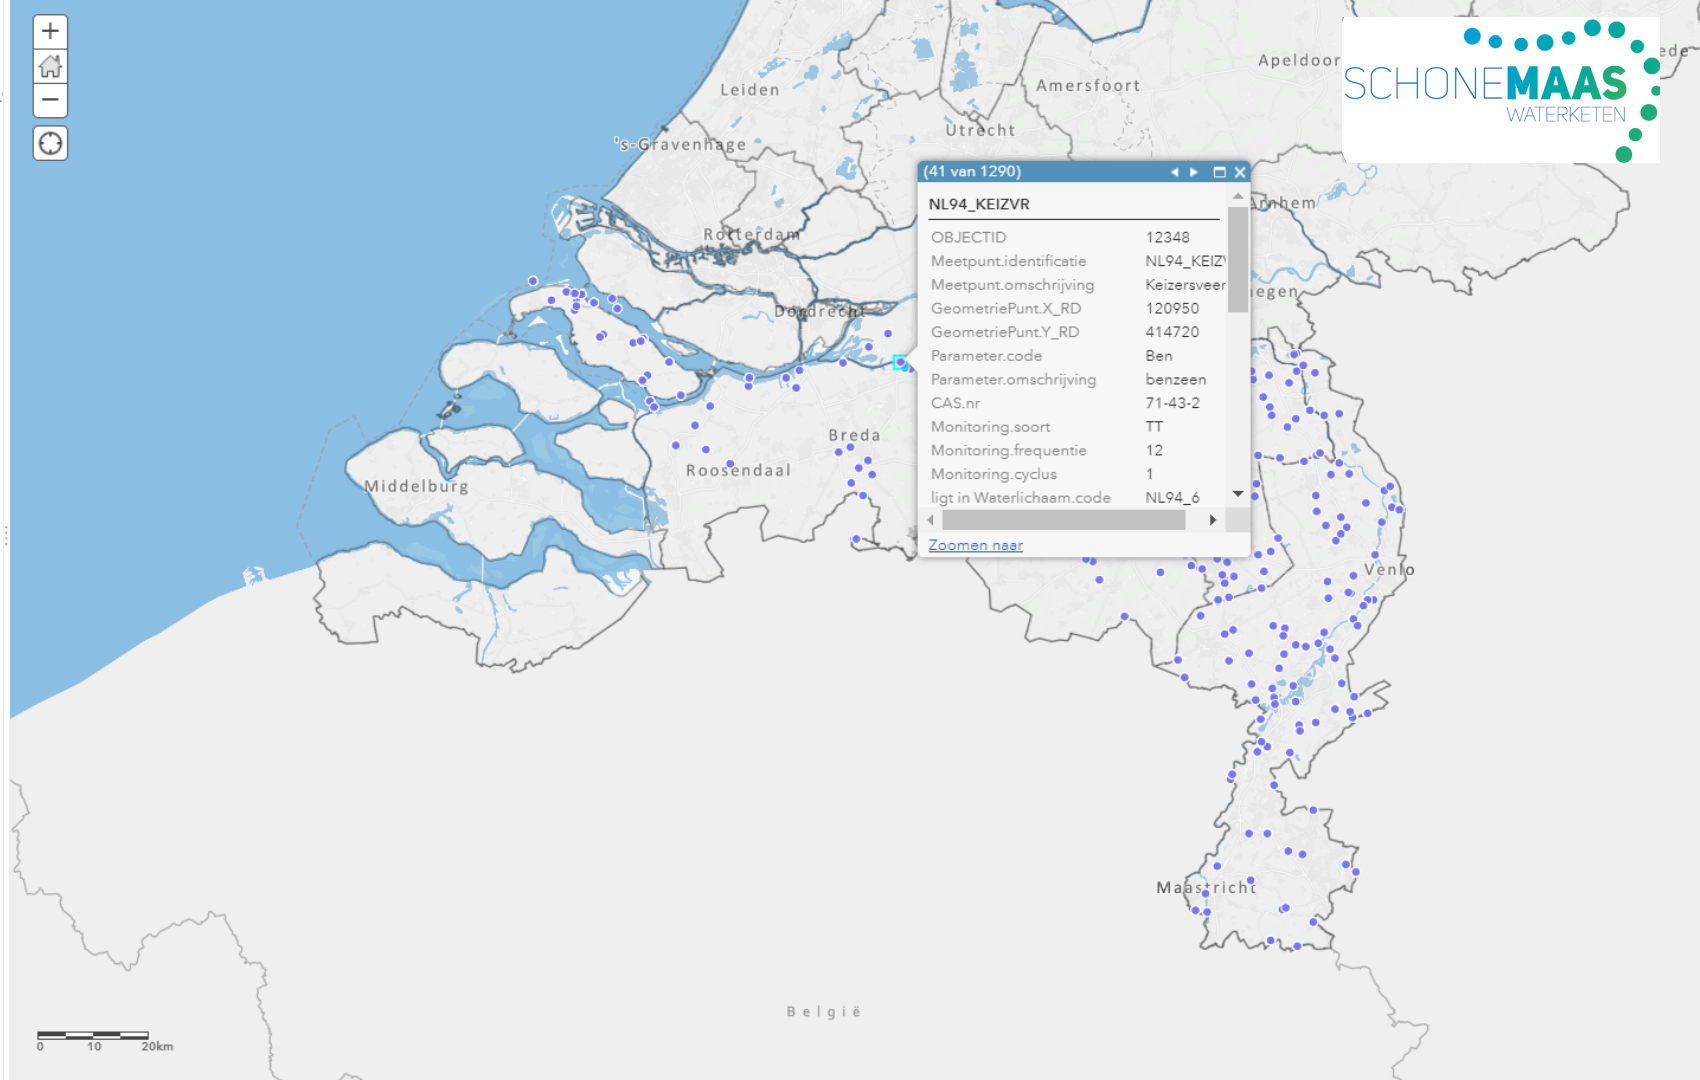 +
−
Leiden
Amersfoort
Apeldoor
ede
SCHONEMAAS
WATERKETEN
's-Gravenhage
Utrecht
Rotterdam
Arnhem
Dordrecht
egen
(41 van 1290)
NL94_KEIZVR
OBJECTID 12348
Meetpunt.identificatie NL94_KEIZV
Meetpunt.omschrijving Keizersveer
GeometriePunt.X_RD 120950
GeometriePunt.Y_RD 414720
Parameter.code Ben
Parameter.omschrijving benzeen
CAS.nr 71-43-2
Monitoring.soort TT
Monitoring.frequentie 12
Monitoring.cyclus 1
ligt in Waterlichaam.code NL94_6
Zoomen naar
Breda
Roosendaal
Middelburg
Venlo
Maastricht
België
0 10 20km